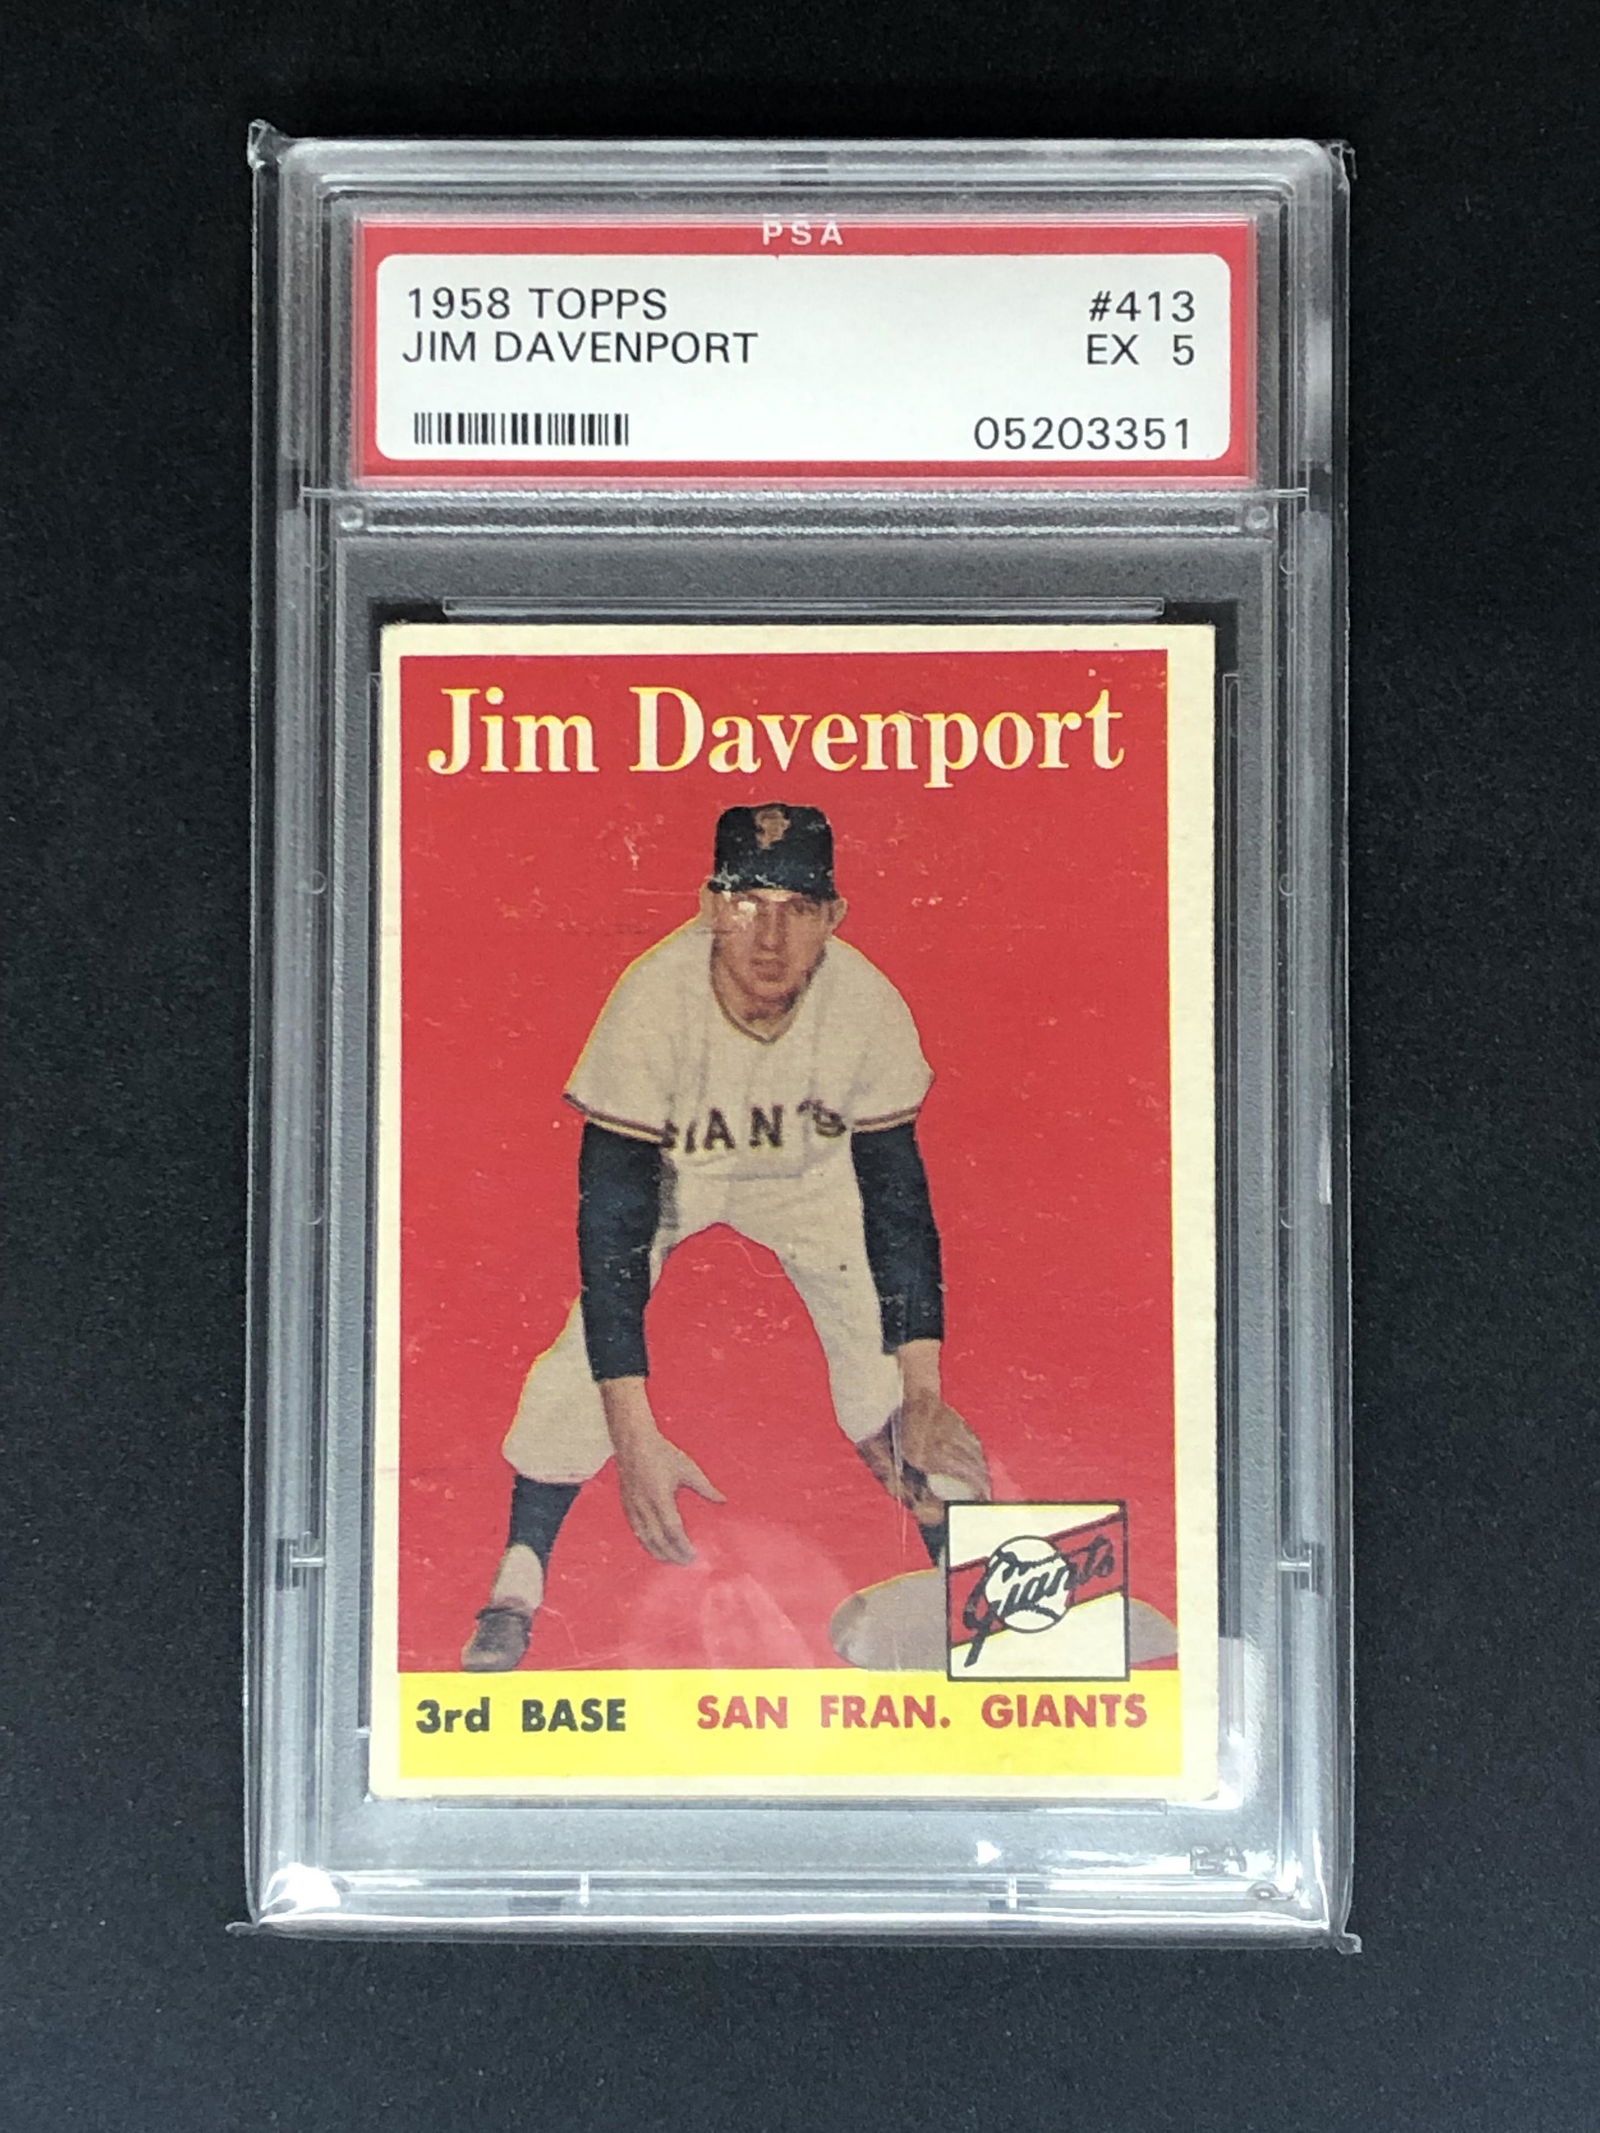 PSA
1958 TOPPS #413
JIM DAVENPORT EX 5
05203351
Jim Davenport
GIANTS
Giants
3rd BASE SAN FRAN. GIANTS